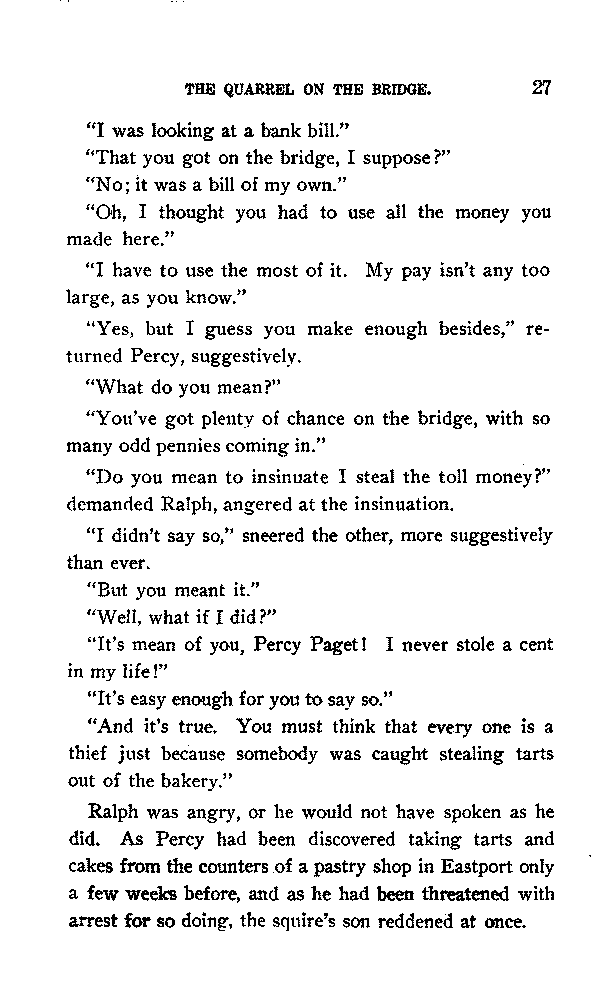 THE QUARREL ON THE BRIDGE. 27
“I was looking at a bank bill.”
“That you got on the bridge, I suppose?”
“No; it was a bill of my own.”
“Oh, I thought you had to use all the money you
made here.”
“I have to use the most of it. My pay isn’t any too
large, as you know.”
“Yes, but I guess you make enough besides,” re-
turned Percy, suggestively.
“What do you mean?”
“You’ve got plenty of chance on the bridge, with so
many odd pennies coming in.”
“Do you mean to insinuate I steal the toll money?”
demanded Ralph, angered at the insinuation.
“I didn’t say so,” sneered the other, more suggestively
than ever.
“But you meant it.”
“Well, what if I did?”
“It’s mean of you, Percy Paget! I never stole a cent
in my life!”
“It’s easy enough for you to say so.”
“And it’s true. You must think that every one is a
thief just because somebody was caught stealing tarts
out of the bakery.”
Ralph was angry, or he would not have spoken as he
did. As Percy had been discovered taking tarts and
cakes from the counters of a pastry shop in Eastport only
a few weeks before, and as he had been threatened with
arrest for so doing, the squire’s son reddened at once.